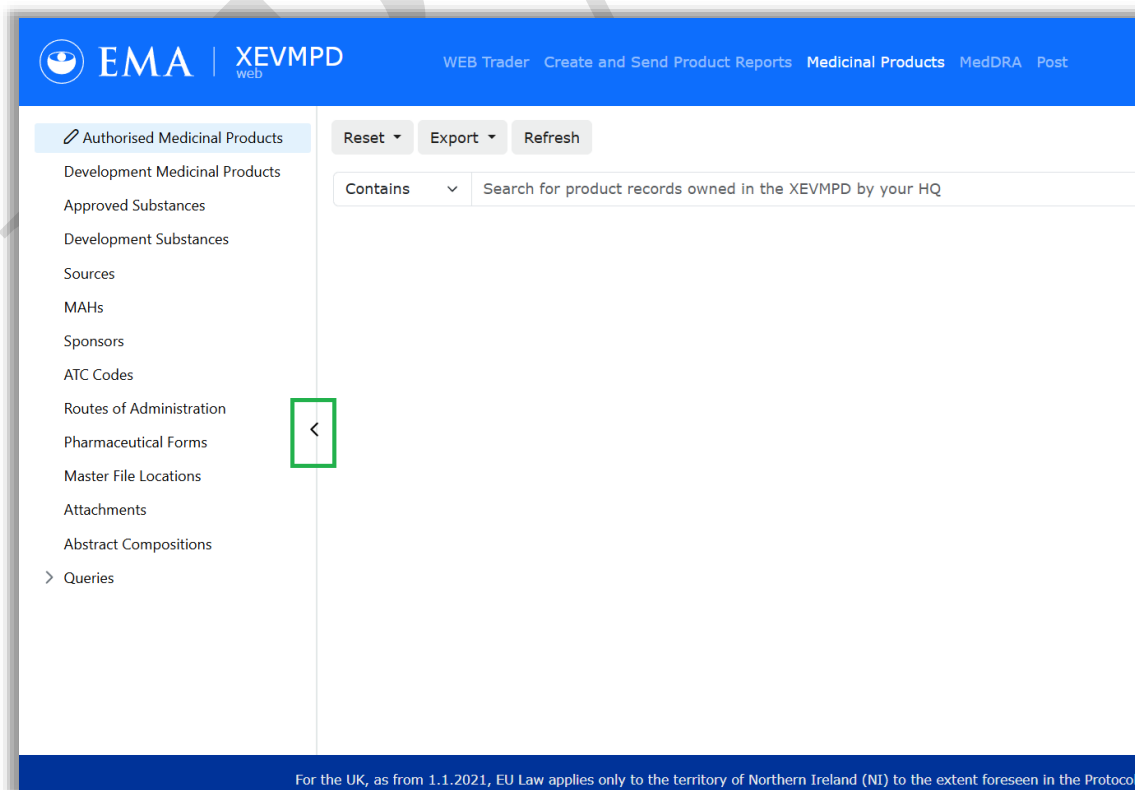 EMA | XEVMPD
web
WEB Trader Create and Send Product Reports Medicinal Products MedDRA Post
Authorised Medicinal Products
Development Medicinal Products
Approved Substances
Development Substances
Sources
MAHs
Sponsors
ATC Codes
Routes of Administration
Pharmaceutical Forms
Master File Locations
Attachments
Abstract Compositions
Queries
Reset Export Refresh
Contains Search for product records owned in the XEVMPD by your HQ
For the UK, as from 1.1.2021, EU Law applies only to the territory of Northern Ireland (NI) to the extent foreseen in the Protocol